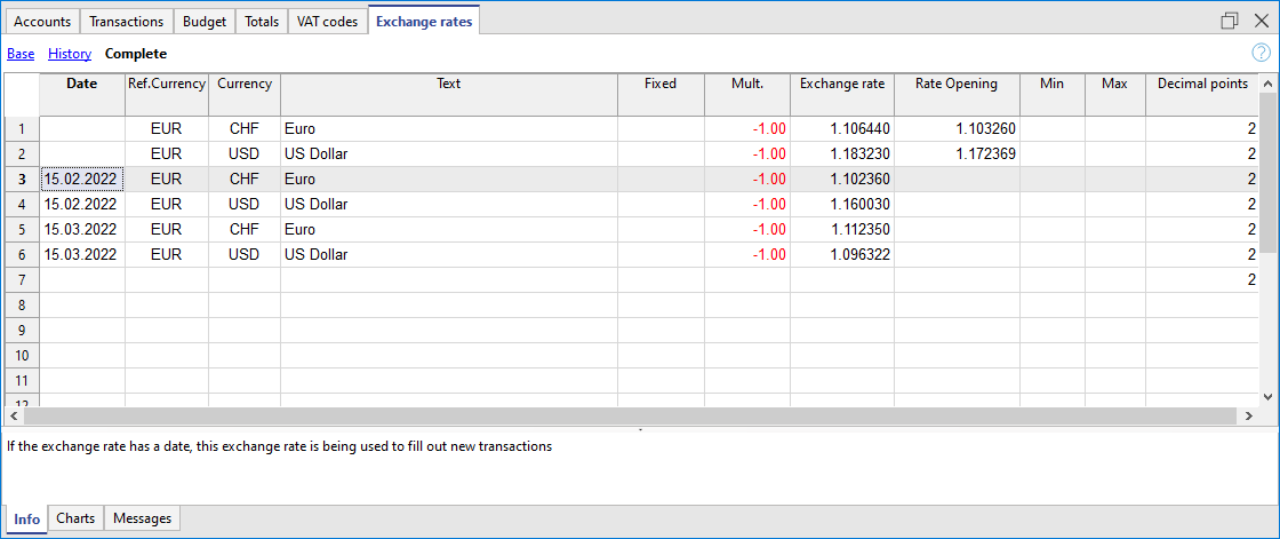 Accounts Transactions Budget Totals VAT codes Exchange rates
Base History Complete
Date Ref.Currency Currency Text Fixed Mult. Exchange rate Rate Opening Min Max Decimal points
1 EUR CHF Euro -1.00 1.106440 1.103260 2
2 EUR USD US Dollar -1.00 1.183230 1.172369 2
3 15.02.2022 EUR CHF Euro -1.00 1.102360 2
4 15.02.2022 EUR USD US Dollar -1.00 1.160030 2
5 15.03.2022 EUR CHF Euro -1.00 1.112350 2
6 15.03.2022 EUR USD US Dollar -1.00 1.096322 2
7 2
8
9
10
11
12
If the exchange rate has a date, this exchange rate is being used to fill out new transactions
Info Charts Messages